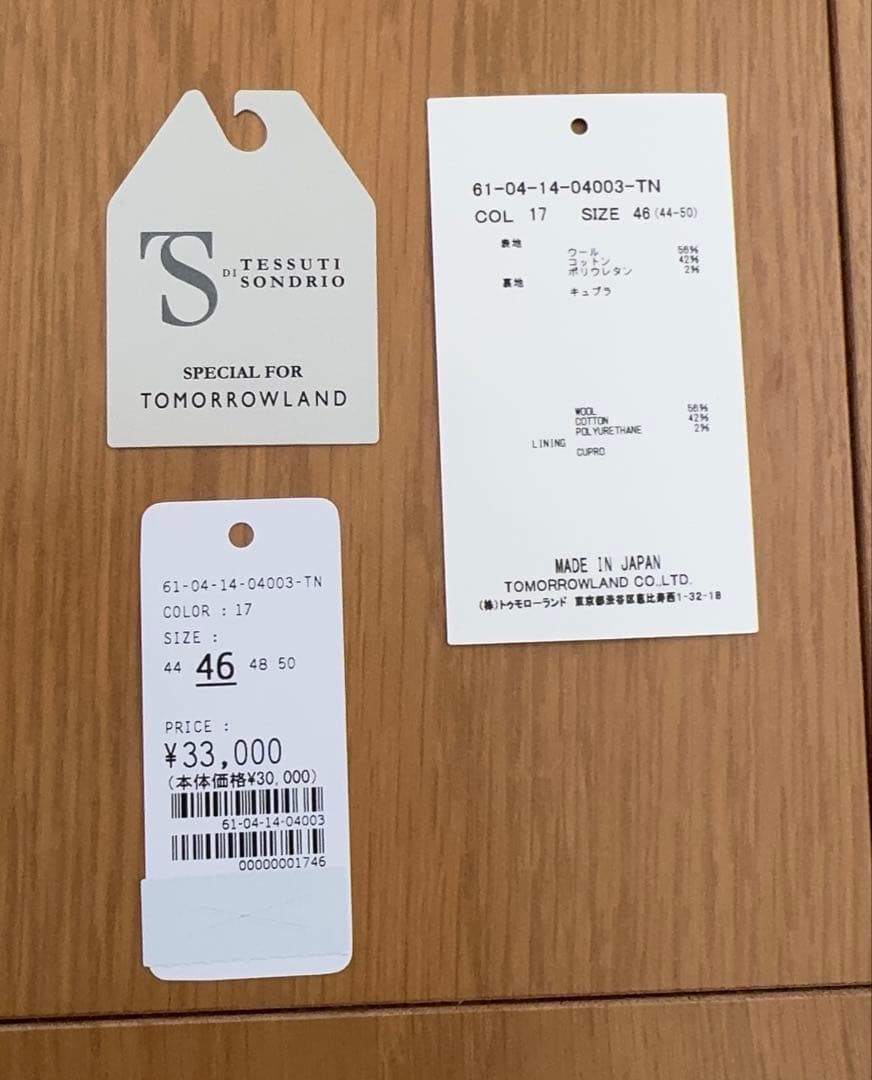 TS DI TESSUTI
SONDRIO
SPECIAL FOR
TOMORROWLAND
61-04-14-04003-TN
COL 17 SIZE 46 (44-50)
表地
ウール 56%
コットン 42%
ポリウレタン 2%
裏地
キュプラ
WOOL 56%
COTTON 42%
POLYURETHANE 2%
LINING
CUPRO
MADE IN JAPAN
TOMORROWLAND CO.,LTD.
(株)トゥモローランド 東京都渋谷区恵比寿西1-32-18
61-04-14-04003-TN
COLOR : 17
SIZE :
44 46 48 50
PRICE :
¥33,000
(本体価格¥30,000)
61-04-14-04003
00000001746